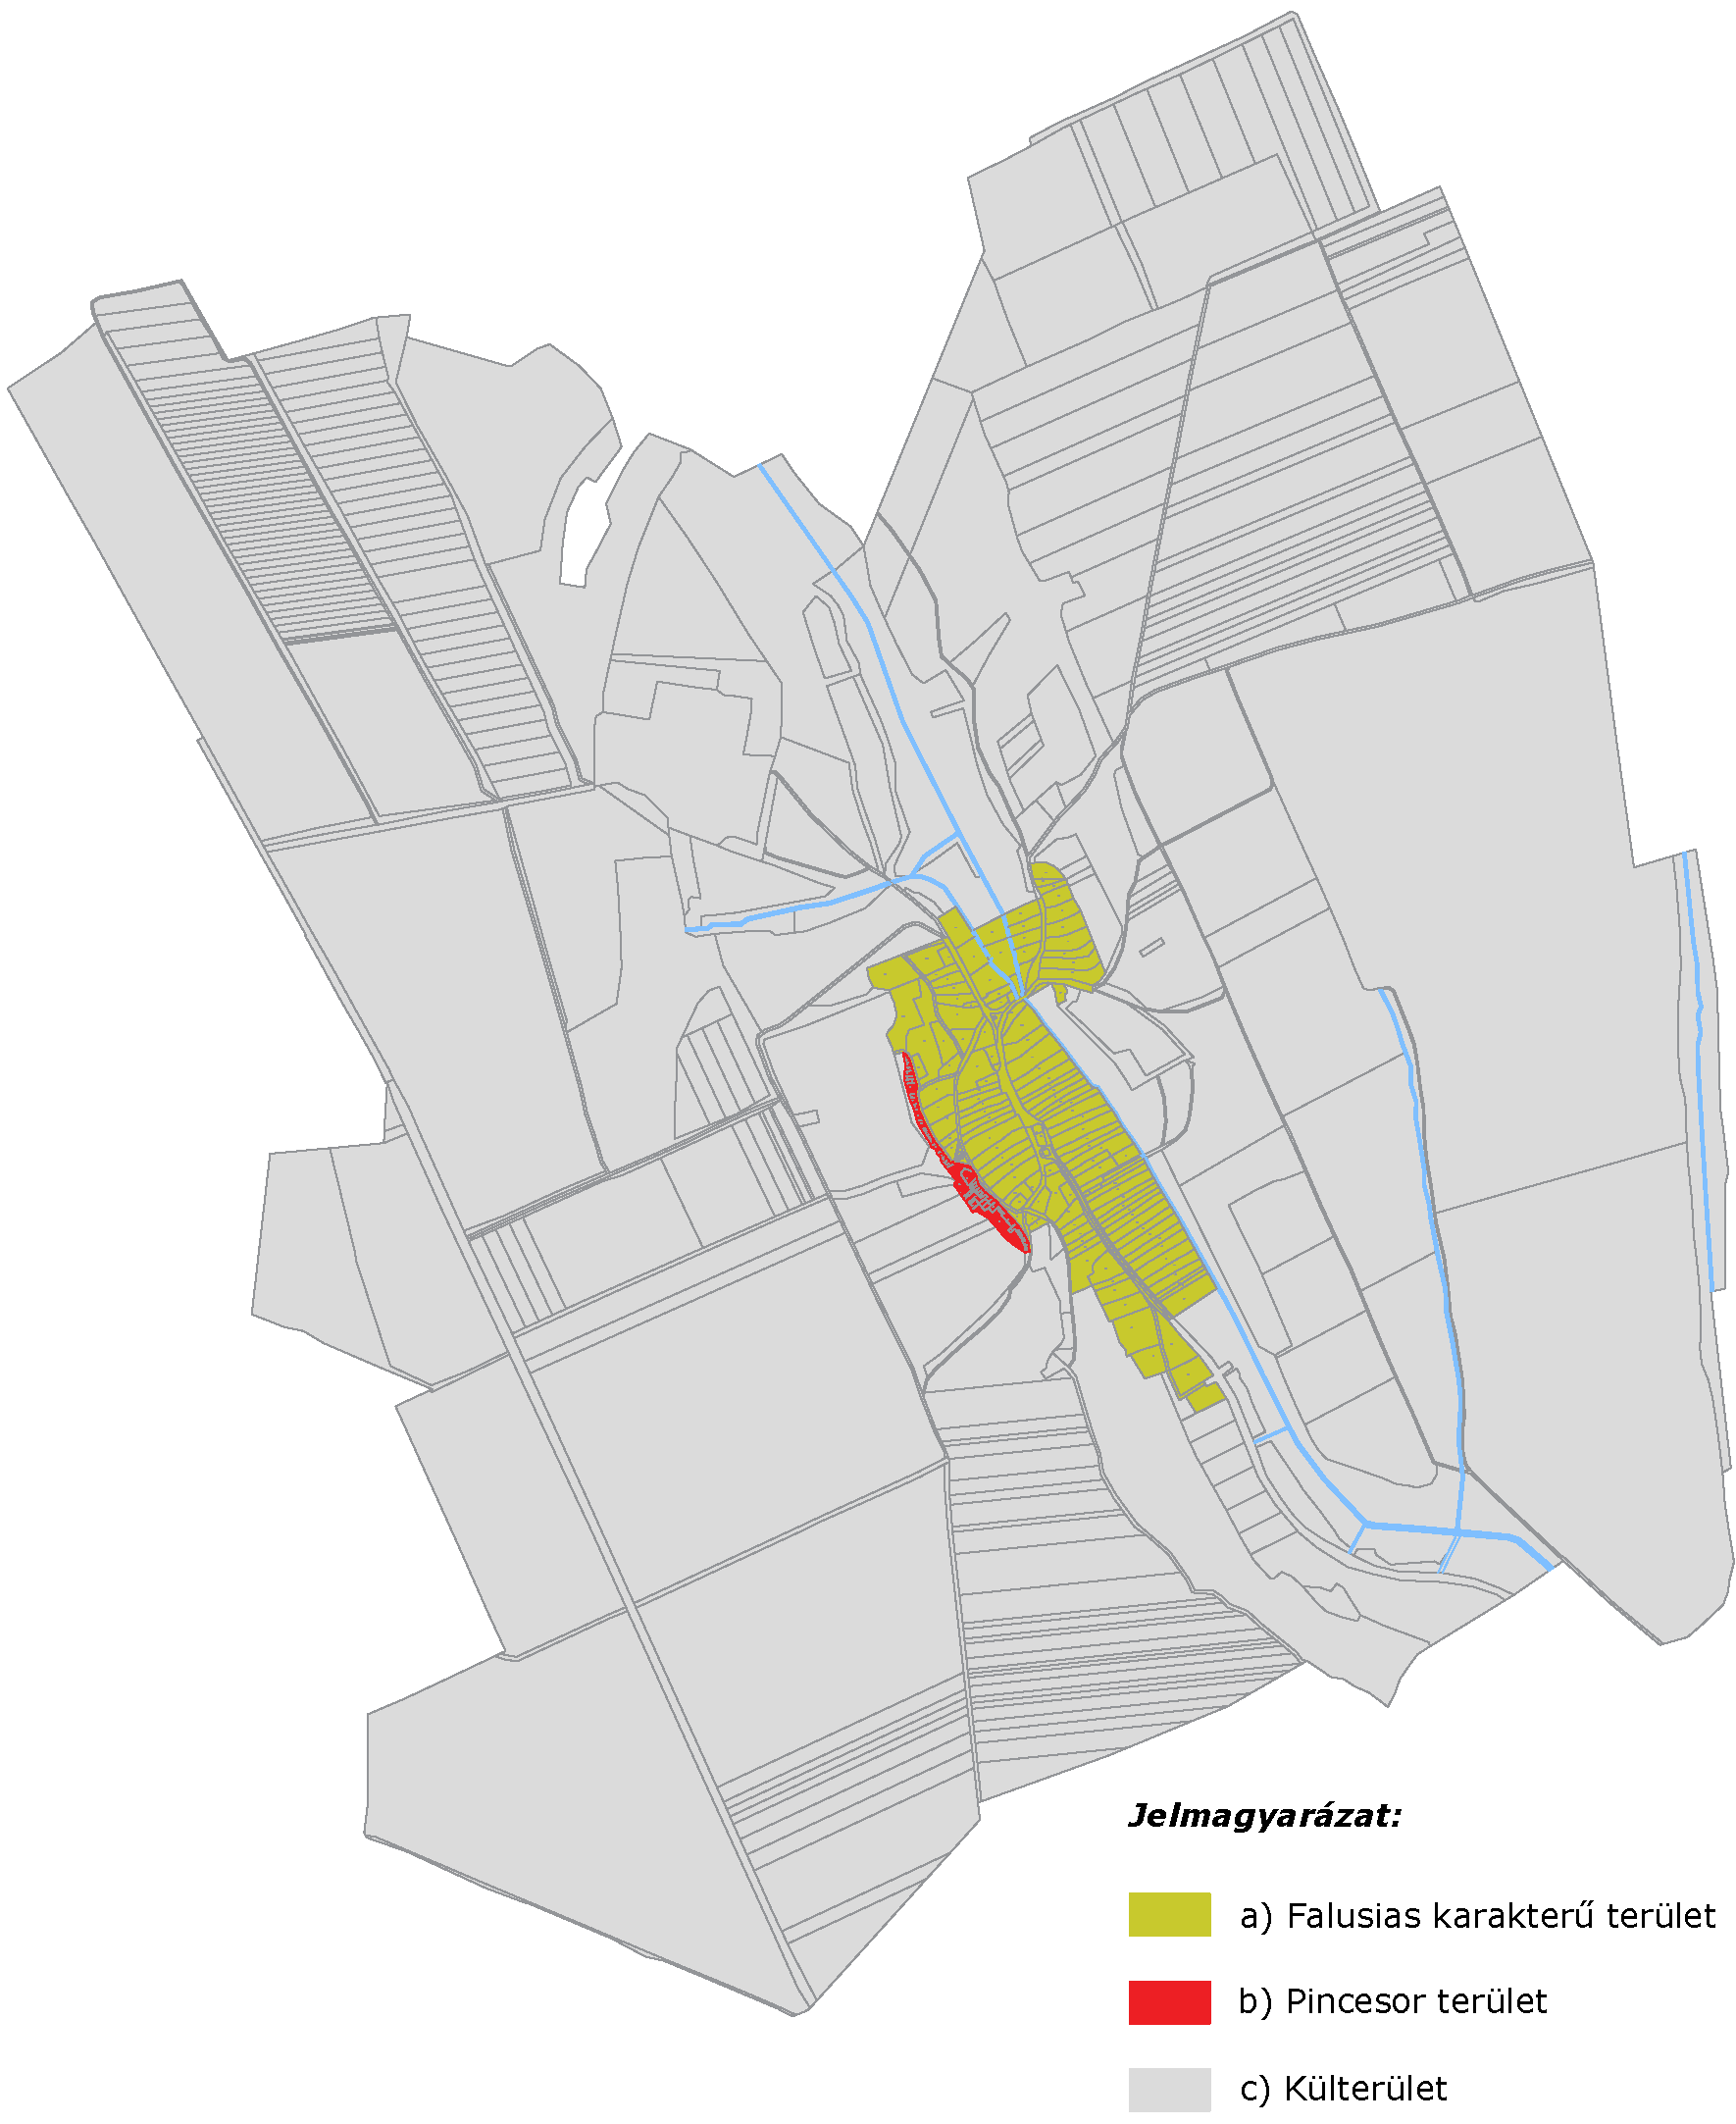 Jelmagyarázat:
a) Falusias karakterű terület
b) Pincesor terület
c) Külterület